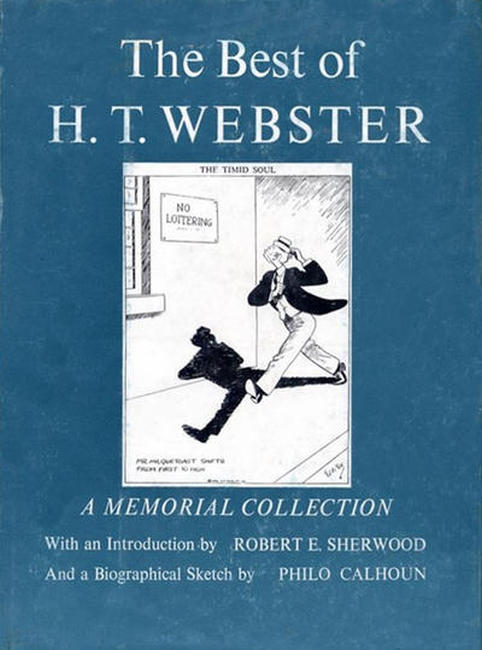 The Best of
H. T. WEBSTER
THE TIMID SOUL
NO
LOITERING
MR. MILQUETOAST SHIFTS
FROM FIRST TO HIGH
A MEMORIAL COLLECTION
With an Introduction by ROBERT E. SHERWOOD
And a Biographical Sketch by PHILO CALHOUN